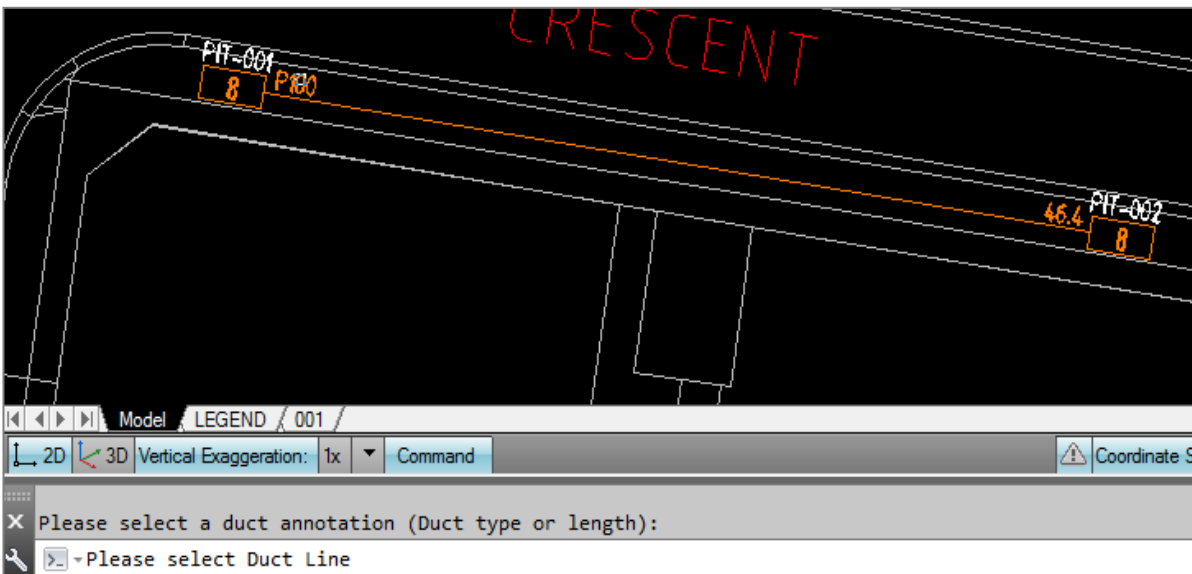 CRESCENT
PIT-001
8 P100
46.4 PIT-002
8
Model LEGEND 001
2D 3D Vertical Exaggeration: 1x Command Coordinate S
Please select a duct annotation (Duct type or length):
Please select Duct Line